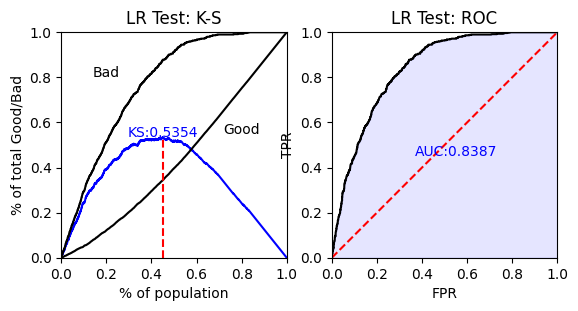 LR Test: K-S
% of total Good/Bad
1.0
0.8
0.6
0.4
0.2
0.0
Bad
KS:0.5354
Good
0.0 0.2 0.4 0.6 0.8 1.0
% of population
LR Test: ROC
TPR
1.0
0.8
0.6
0.4
0.2
0.0
AUC:0.8387
0.0 0.2 0.4 0.6 0.8 1.0
FPR